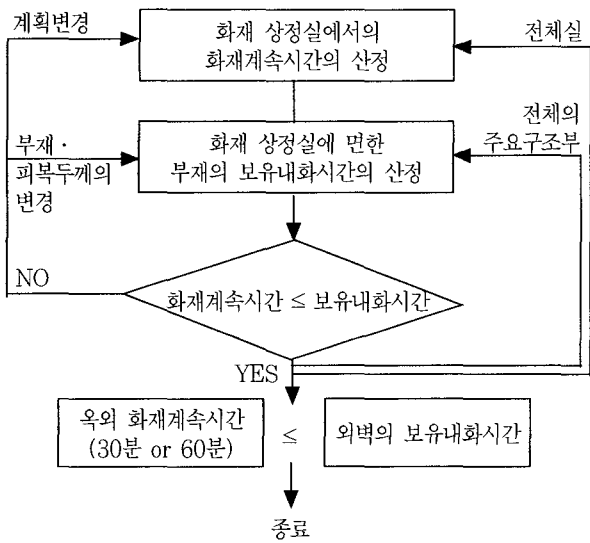 계획변경
화재 상정실에서의
화재계속시간의 산정
전체실
부재·
피복두께의
변경
화재 상정실에 면한
부재의 보유내화시간의 산정
전체의
주요구조부
NO
화재계속시간 ≤ 보유내화시간
YES
옥외 화재계속시간
(30분 or 60분)
≤
외벽의 보유내화시간
종료